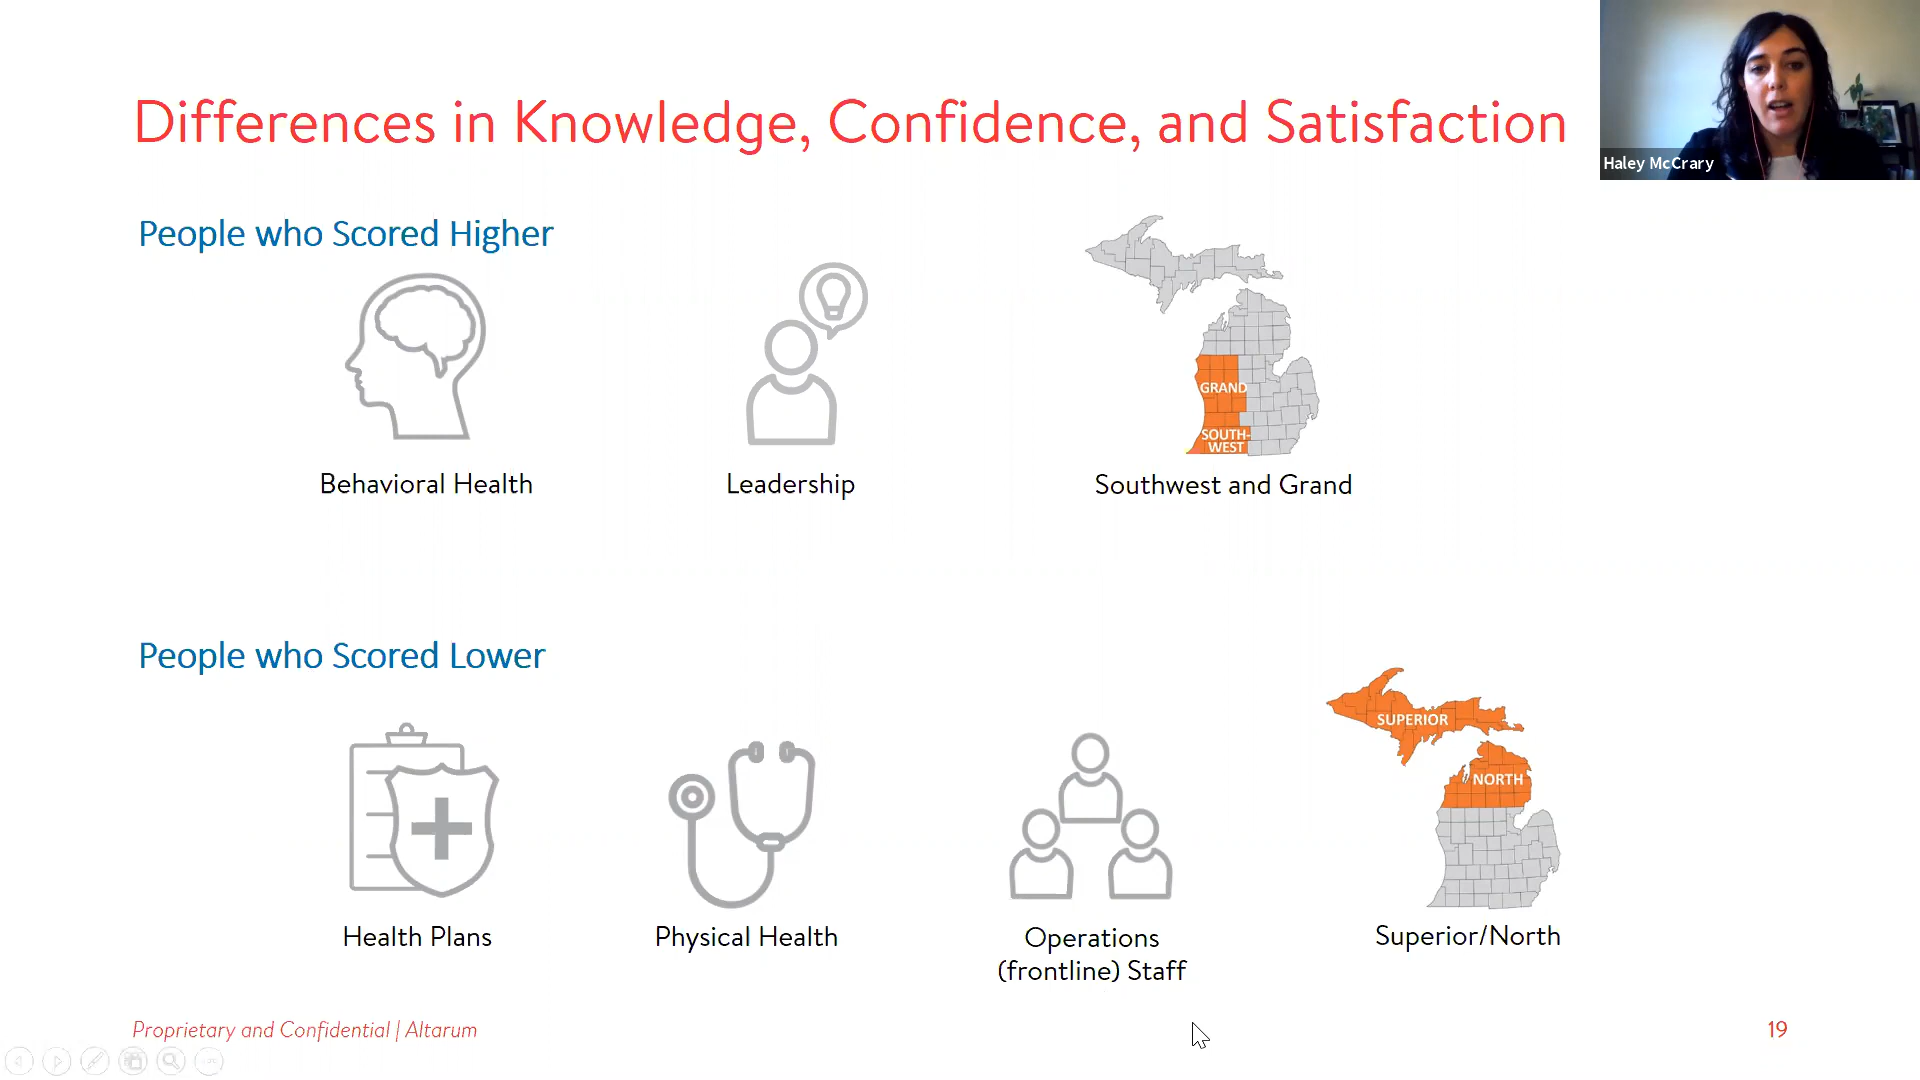 Differences in Knowledge, Confidence, and Satisfaction
Haley McCrary
People who Scored Higher
GRAND
SOUTH-
WEST
Behavioral Health
Leadership
Southwest and Grand
People who Scored Lower
SUPERIOR
NORTH
Health Plans
Physical Health
Operations
(frontline) Staff
Superior/North
Proprietary and Confidential | Altarum
19